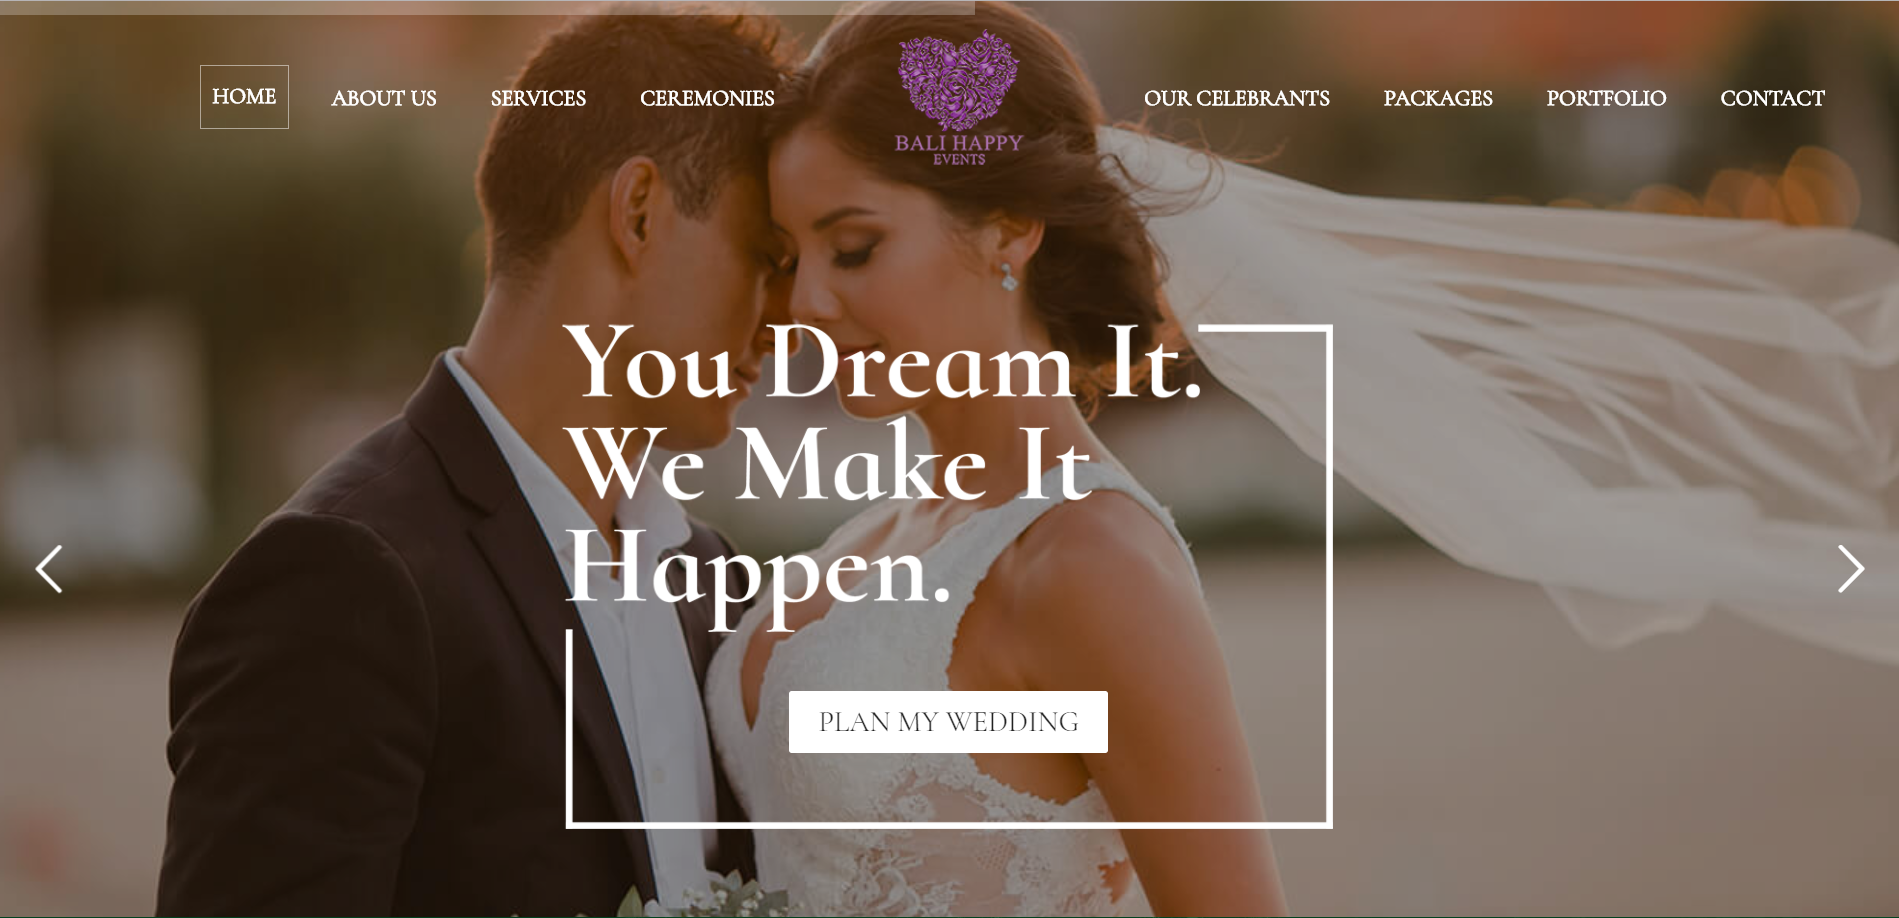 HOME
ABOUT US
SERVICES
CEREMONIES
BALI HAPPY
EVENTS
OUR CELEBRANTS
PACKAGES
PORTFOLIO
CONTACT
You Dream It.
We Make It
Happen.
PLAN MY WEDDING